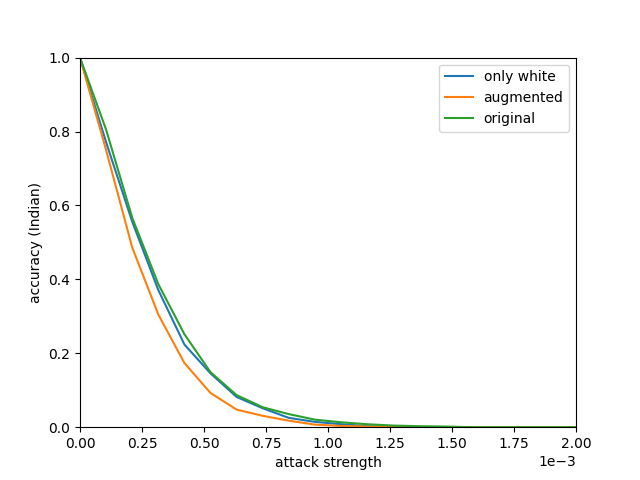 1.0
0.8
0.6
0.4
0.2
0.0
accuracy (Indian)
only white
augmented
original
0.00 0.25 0.50 0.75 1.00 1.25 1.50 1.75 2.00
attack strength
1e−3